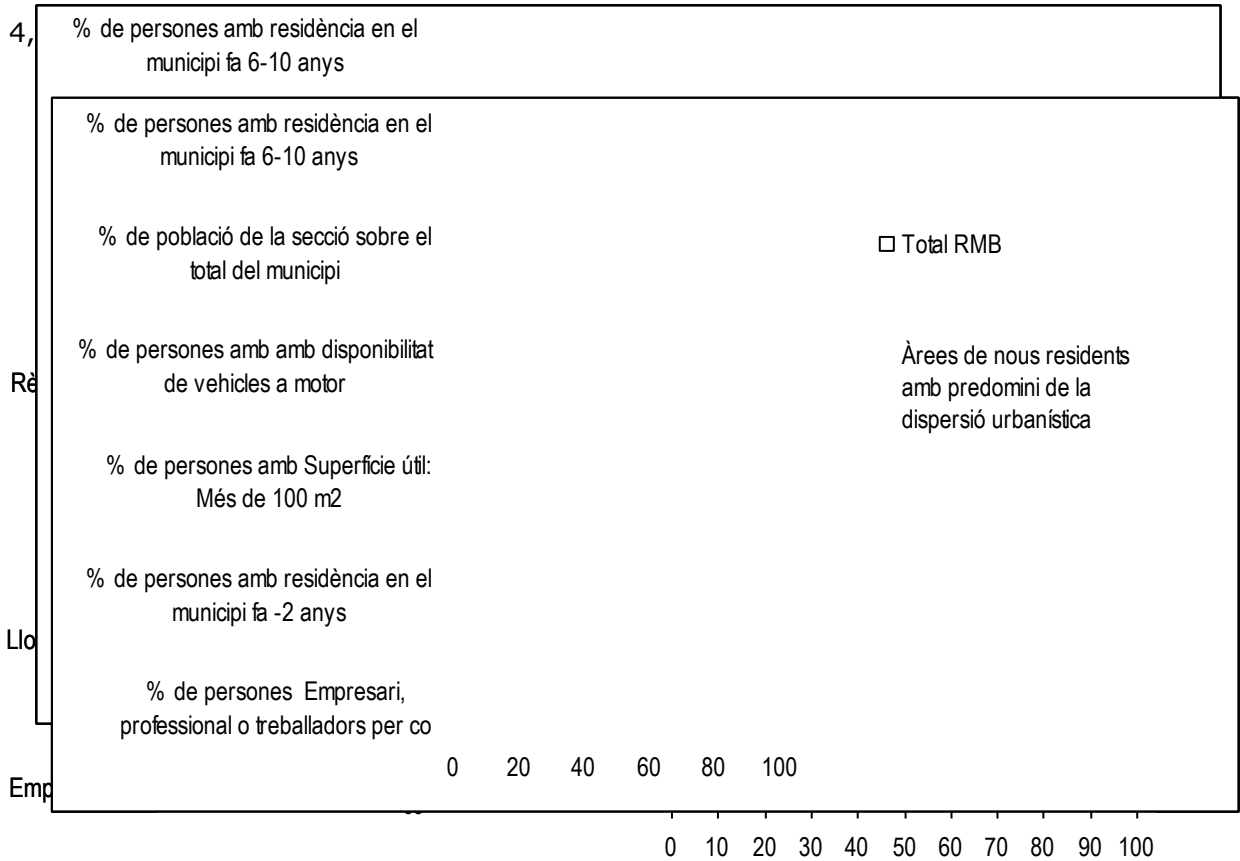 4,
% de persones amb residència en el
municipi fa 6-10 anys
% de persones amb residència en el
municipi fa 6-10 anys
% de població de la secció sobre el
total del municipi
Total RMB
% de persones amb amb disponibilitat
de vehicles a motor
Àrees de nous residents
amb predomini de la
dispersió urbanística
Rè
% de persones amb Superfície útil:
Més de 100 m2
% de persones amb residència en el
municipi fa -2 anys
Llo
% de persones Empresari,
professional o treballadors per co
0 20 40 60 80 100
Emp
0 10 20 30 40 50 60 70 80 90 100